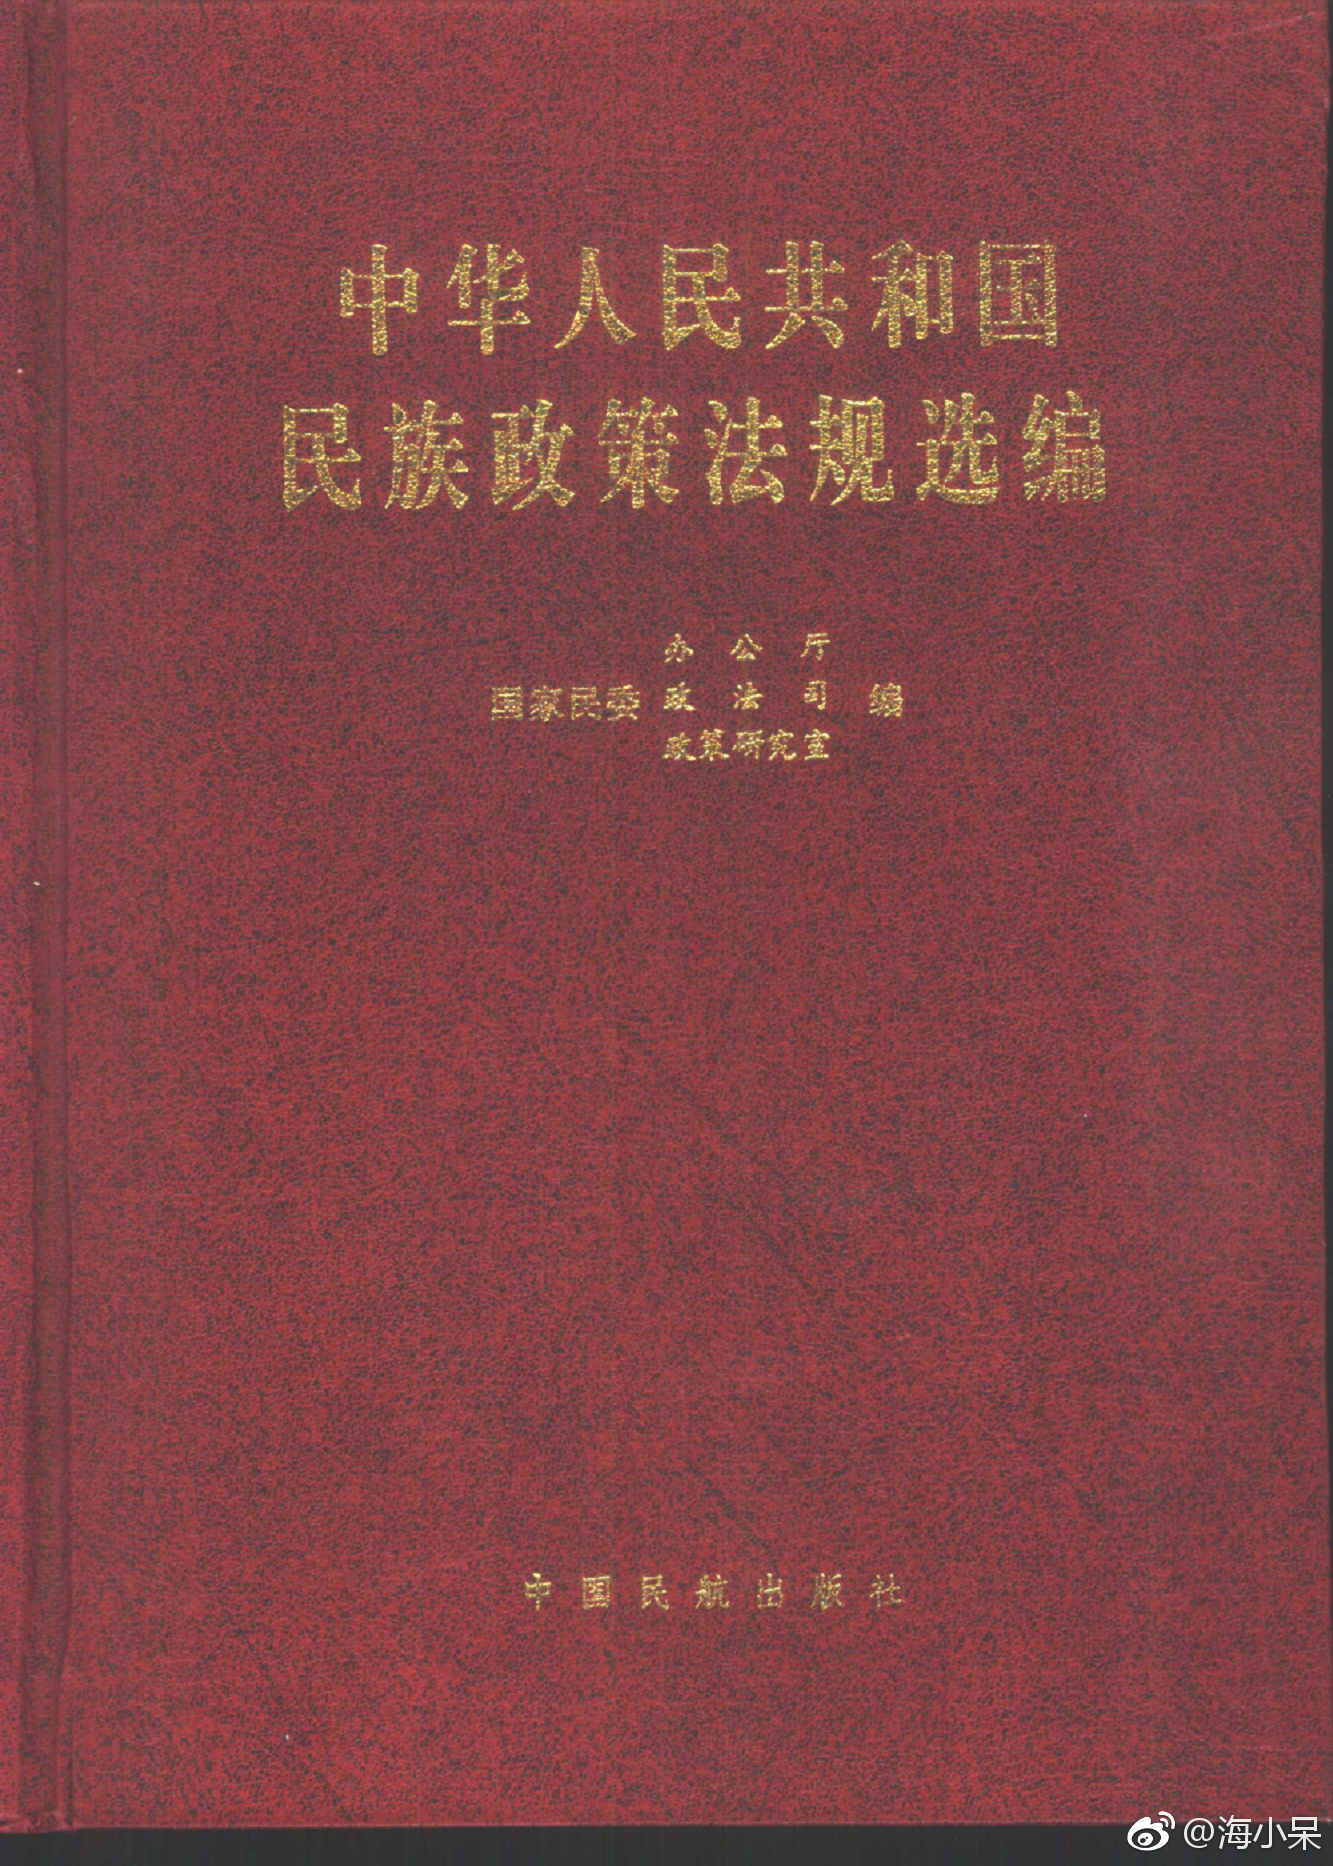 中华人民共和国
民族政策法规选编
办公厅
国家民委 政法司 编
政策研究室
中国民航出版社
@海小呆